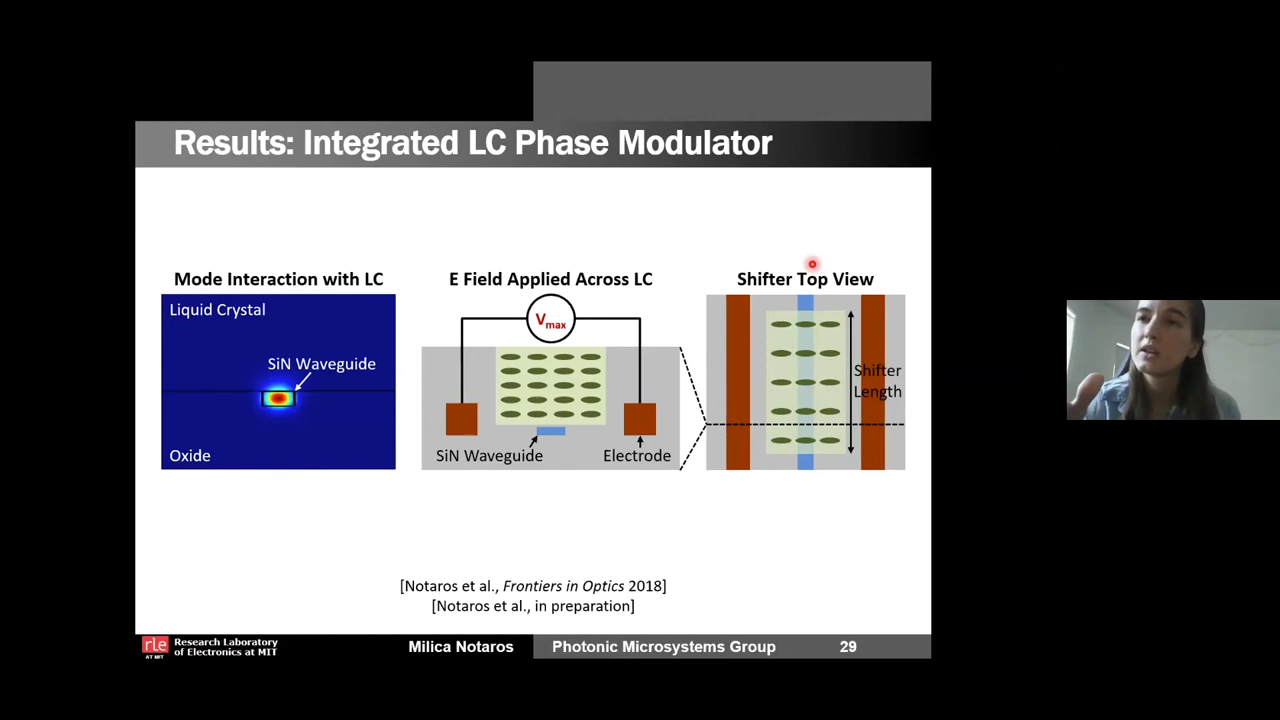 Results: Integrated LC Phase Modulator
Mode Interaction with LC
Liquid Crystal
SiN Waveguide
Oxide
E Field Applied Across LC
Vmax
SiN Waveguide
Electrode
Shifter Top View
Shifter
Length
[Notaros et al., Frontiers in Optics 2018]
[Notaros et al., in preparation]
rle
AT MIT
Research Laboratory
of Electronics at MIT
Milica Notaros
Photonic Microsystems Group
29